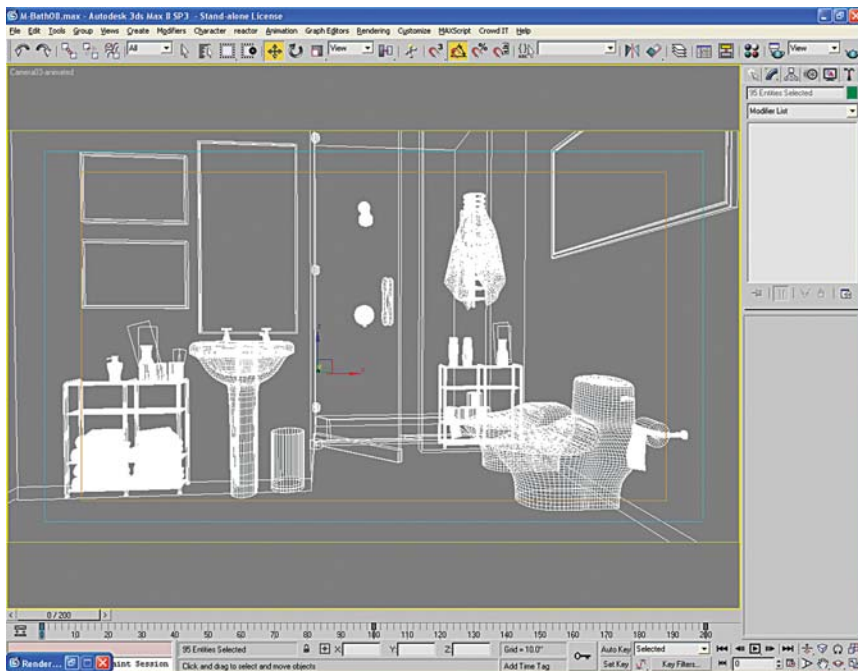 M-Bath08.max - Autodesk 3ds Max 8 SP3 - Stand-alone License
File Edit Tools Group Views Create Modifiers Character reactor Animation Graph Editors Rendering Customize MAXScript Crowd IT Help
All View View
Camera03-animated
95 Entities Selected
Modifier List
0 / 200
0 10 20 30 40 50 60 70 80 90 100 110 120 130 140 150 160 170 180 190 200
95 Entities Selected X: Y: Z: Grid = 10.0" Auto Key Selected
Render... Click and drag to select and move objects Add Time Tag Set Key Key Filters... 0
Session